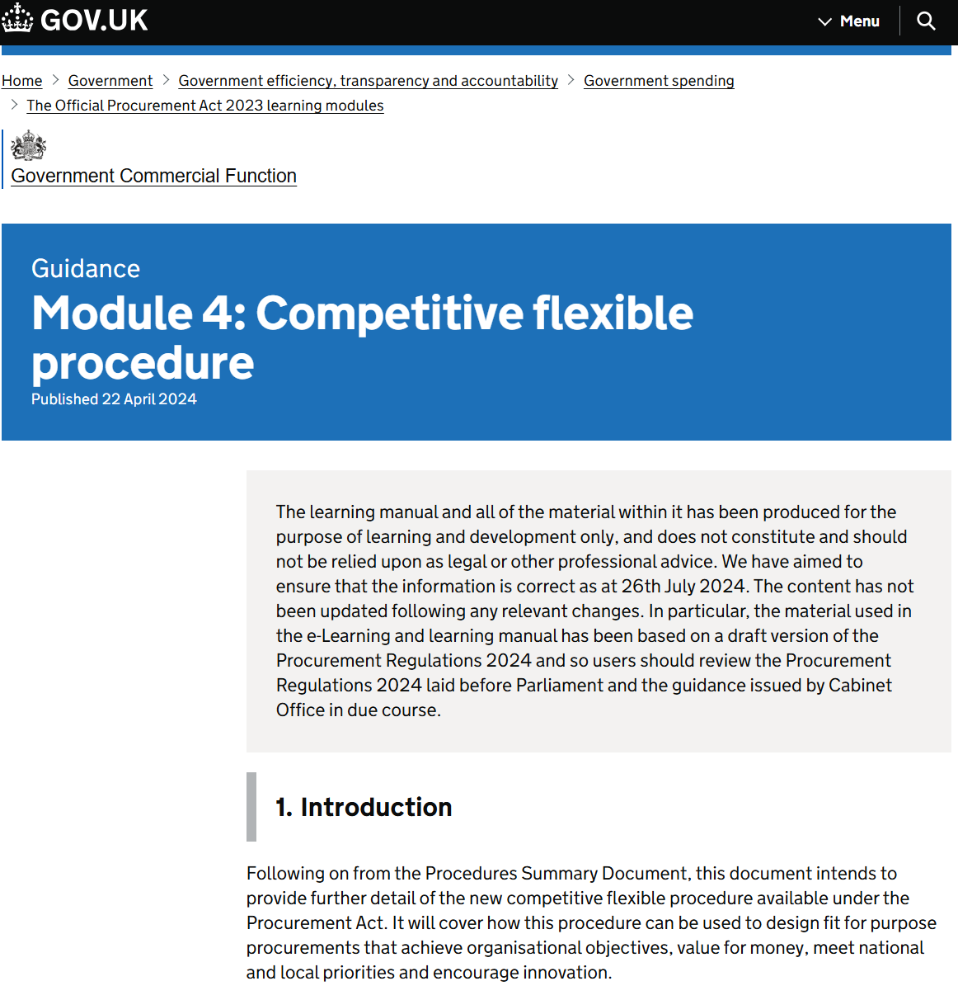 GOV.UK
Menu
Home > Government > Government efficiency, transparency and accountability > Government spending
> The Official Procurement Act 2023 learning modules
Government Commercial Function
Guidance
Module 4: Competitive flexible
procedure
Published 22 April 2024
The learning manual and all of the material within it has been produced for the
purpose of learning and development only, and does not constitute and should
not be relied upon as legal or other professional advice. We have aimed to
ensure that the information is correct as at 26th July 2024. The content has not
been updated following any relevant changes. In particular, the material used in
the e-Learning and learning manual has been based on a draft version of the
Procurement Regulations 2024 and so users should review the Procurement
Regulations 2024 laid before Parliament and the guidance issued by Cabinet
Office in due course.
1. Introduction
Following on from the Procedures Summary Document, this document intends to
provide further detail of the new competitive flexible procedure available under the
Procurement Act. It will cover how this procedure can be used to design fit for purpose
procurements that achieve organisational objectives, value for money, meet national
and local priorities and encourage innovation.